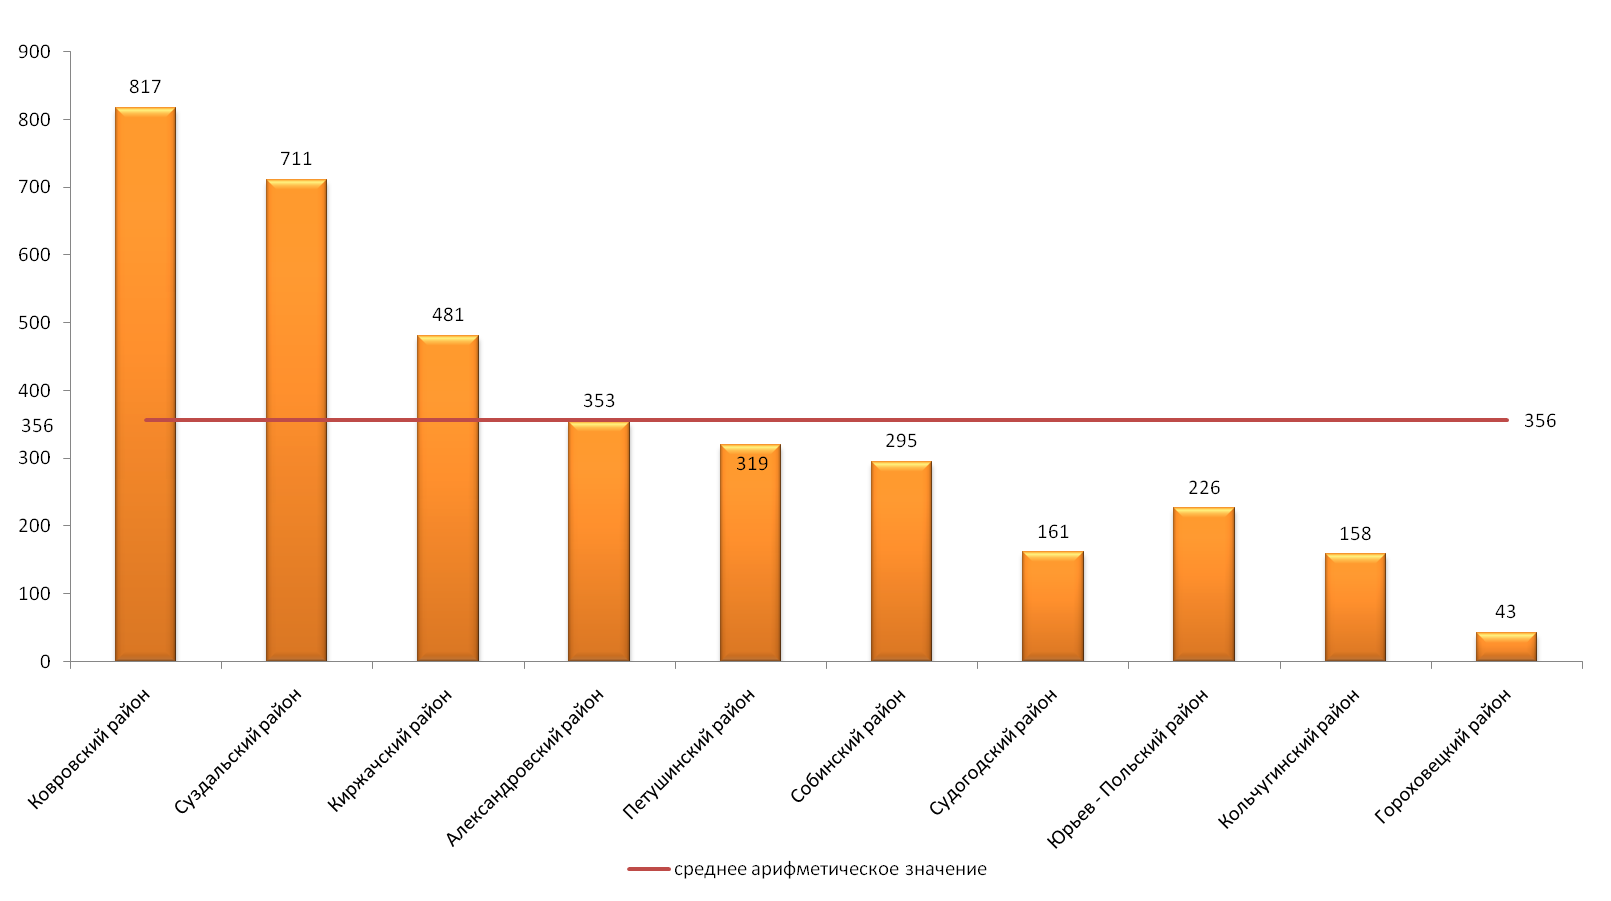 900
817
800
711
700
600
481
500
400
353
356
356
319
295
300
226
200
161
158
100
43
0
Ковровский район
Суздальский район
Киржачский район
Александровский район
Петушинский район
Собинский район
Судогодский район
Юрьев - Польский район
Кольчугинский район
Гороховецкий район
среднее арифметическое значение